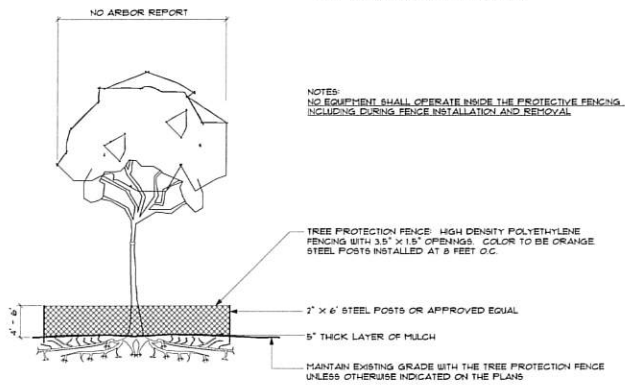 NO ARBOR REPORT
NOTES:
NO EQUIPMENT SHALL OPERATE INSIDE THE PROTECTIVE FENCING
INCLUDING DURING FENCE INSTALLATION AND REMOVAL
TREE PROTECTION FENCE: HIGH DENSITY POLYETHYLENE
FENCING WITH 3.5" X 1.5" OPENINGS. COLOR TO BE ORANGE
STEEL POSTS INSTALLED AT 8 FEET O.C.
4' - 6'
2" X 6' STEEL POSTS OR APPROVED EQUAL
5" THICK LAYER OF MULCH
MAINTAIN EXISTING GRADE WITH THE TREE PROTECTION FENCE
UNLESS OTHERWISE INDICATED ON THE PLANS